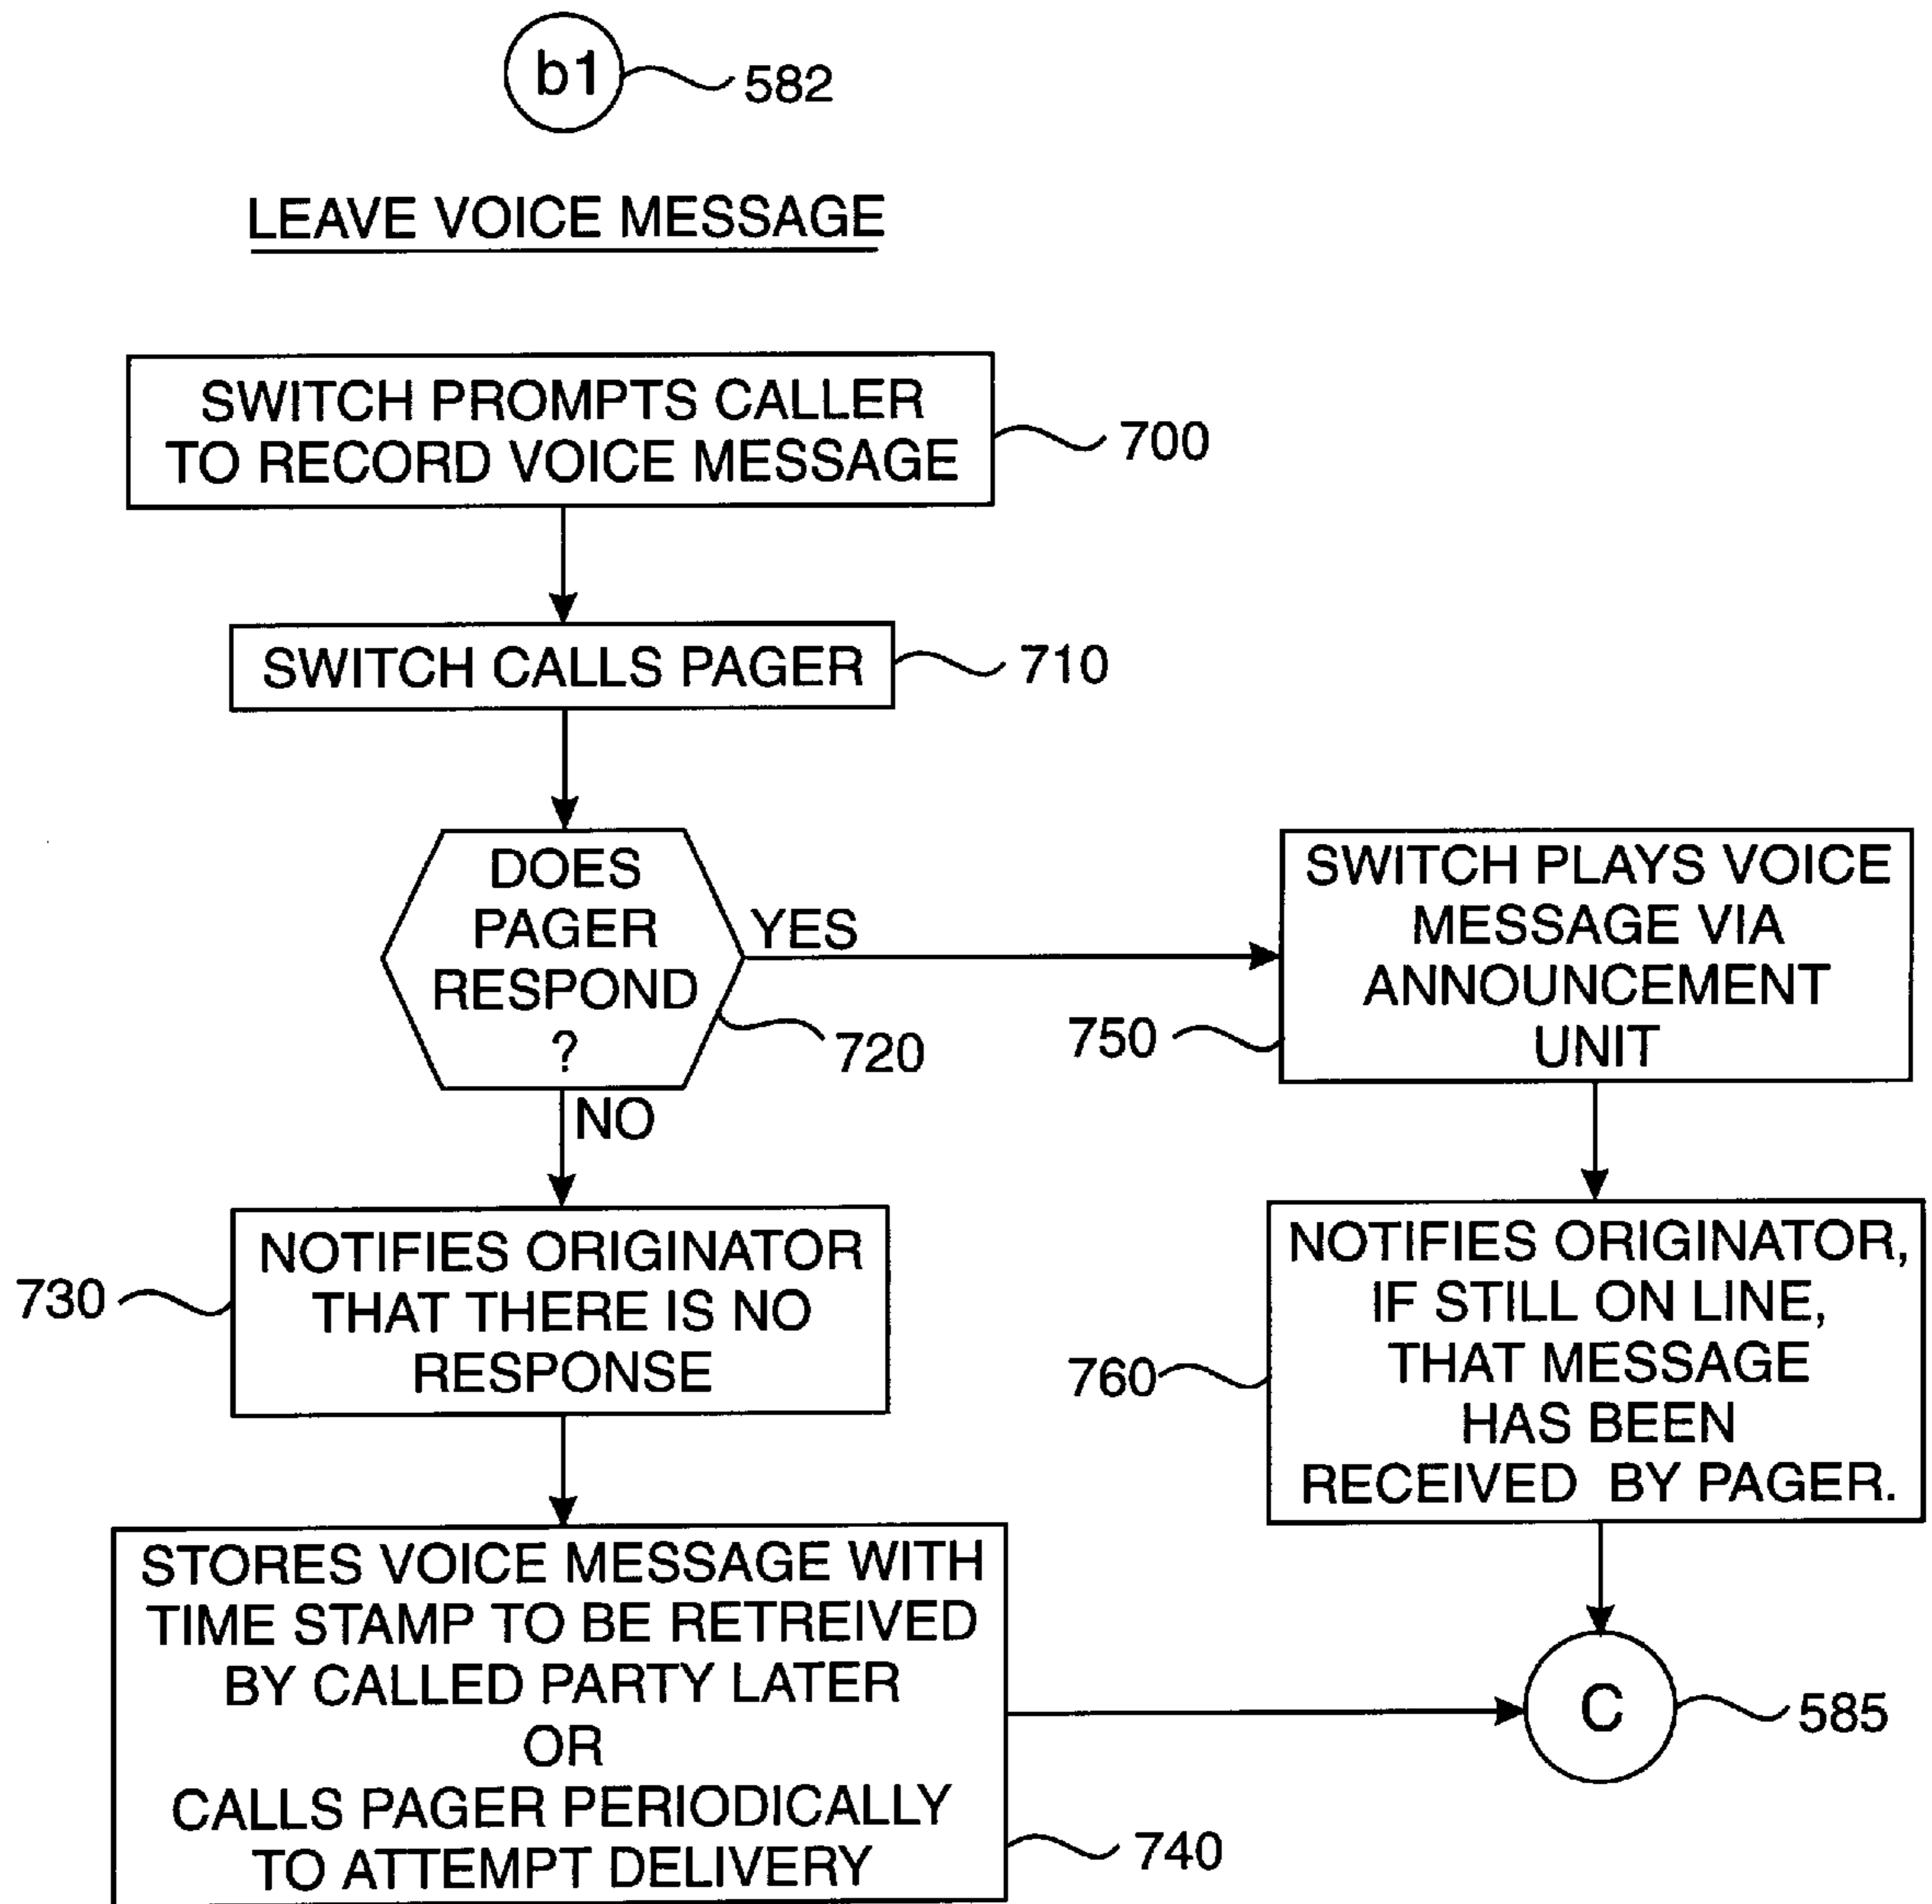 b1
582
LEAVE VOICE MESSAGE
SWITCH PROMPTS CALLER
TO RECORD VOICE MESSAGE
700
SWITCH CALLS PAGER
710
DOES
PAGER
RESPOND
?
720
YES
NO
SWITCH PLAYS VOICE
MESSAGE VIA
ANNOUNCEMENT
UNIT
750
NOTIFIES ORIGINATOR
THAT THERE IS NO
RESPONSE
730
NOTIFIES ORIGINATOR,
IF STILL ON LINE,
THAT MESSAGE
HAS BEEN
RECEIVED BY PAGER.
760
STORES VOICE MESSAGE WITH
TIME STAMP TO BE RETREIVED
BY CALLED PARTY LATER
OR
CALLS PAGER PERIODICALLY
TO ATTEMPT DELIVERY
740
C
585